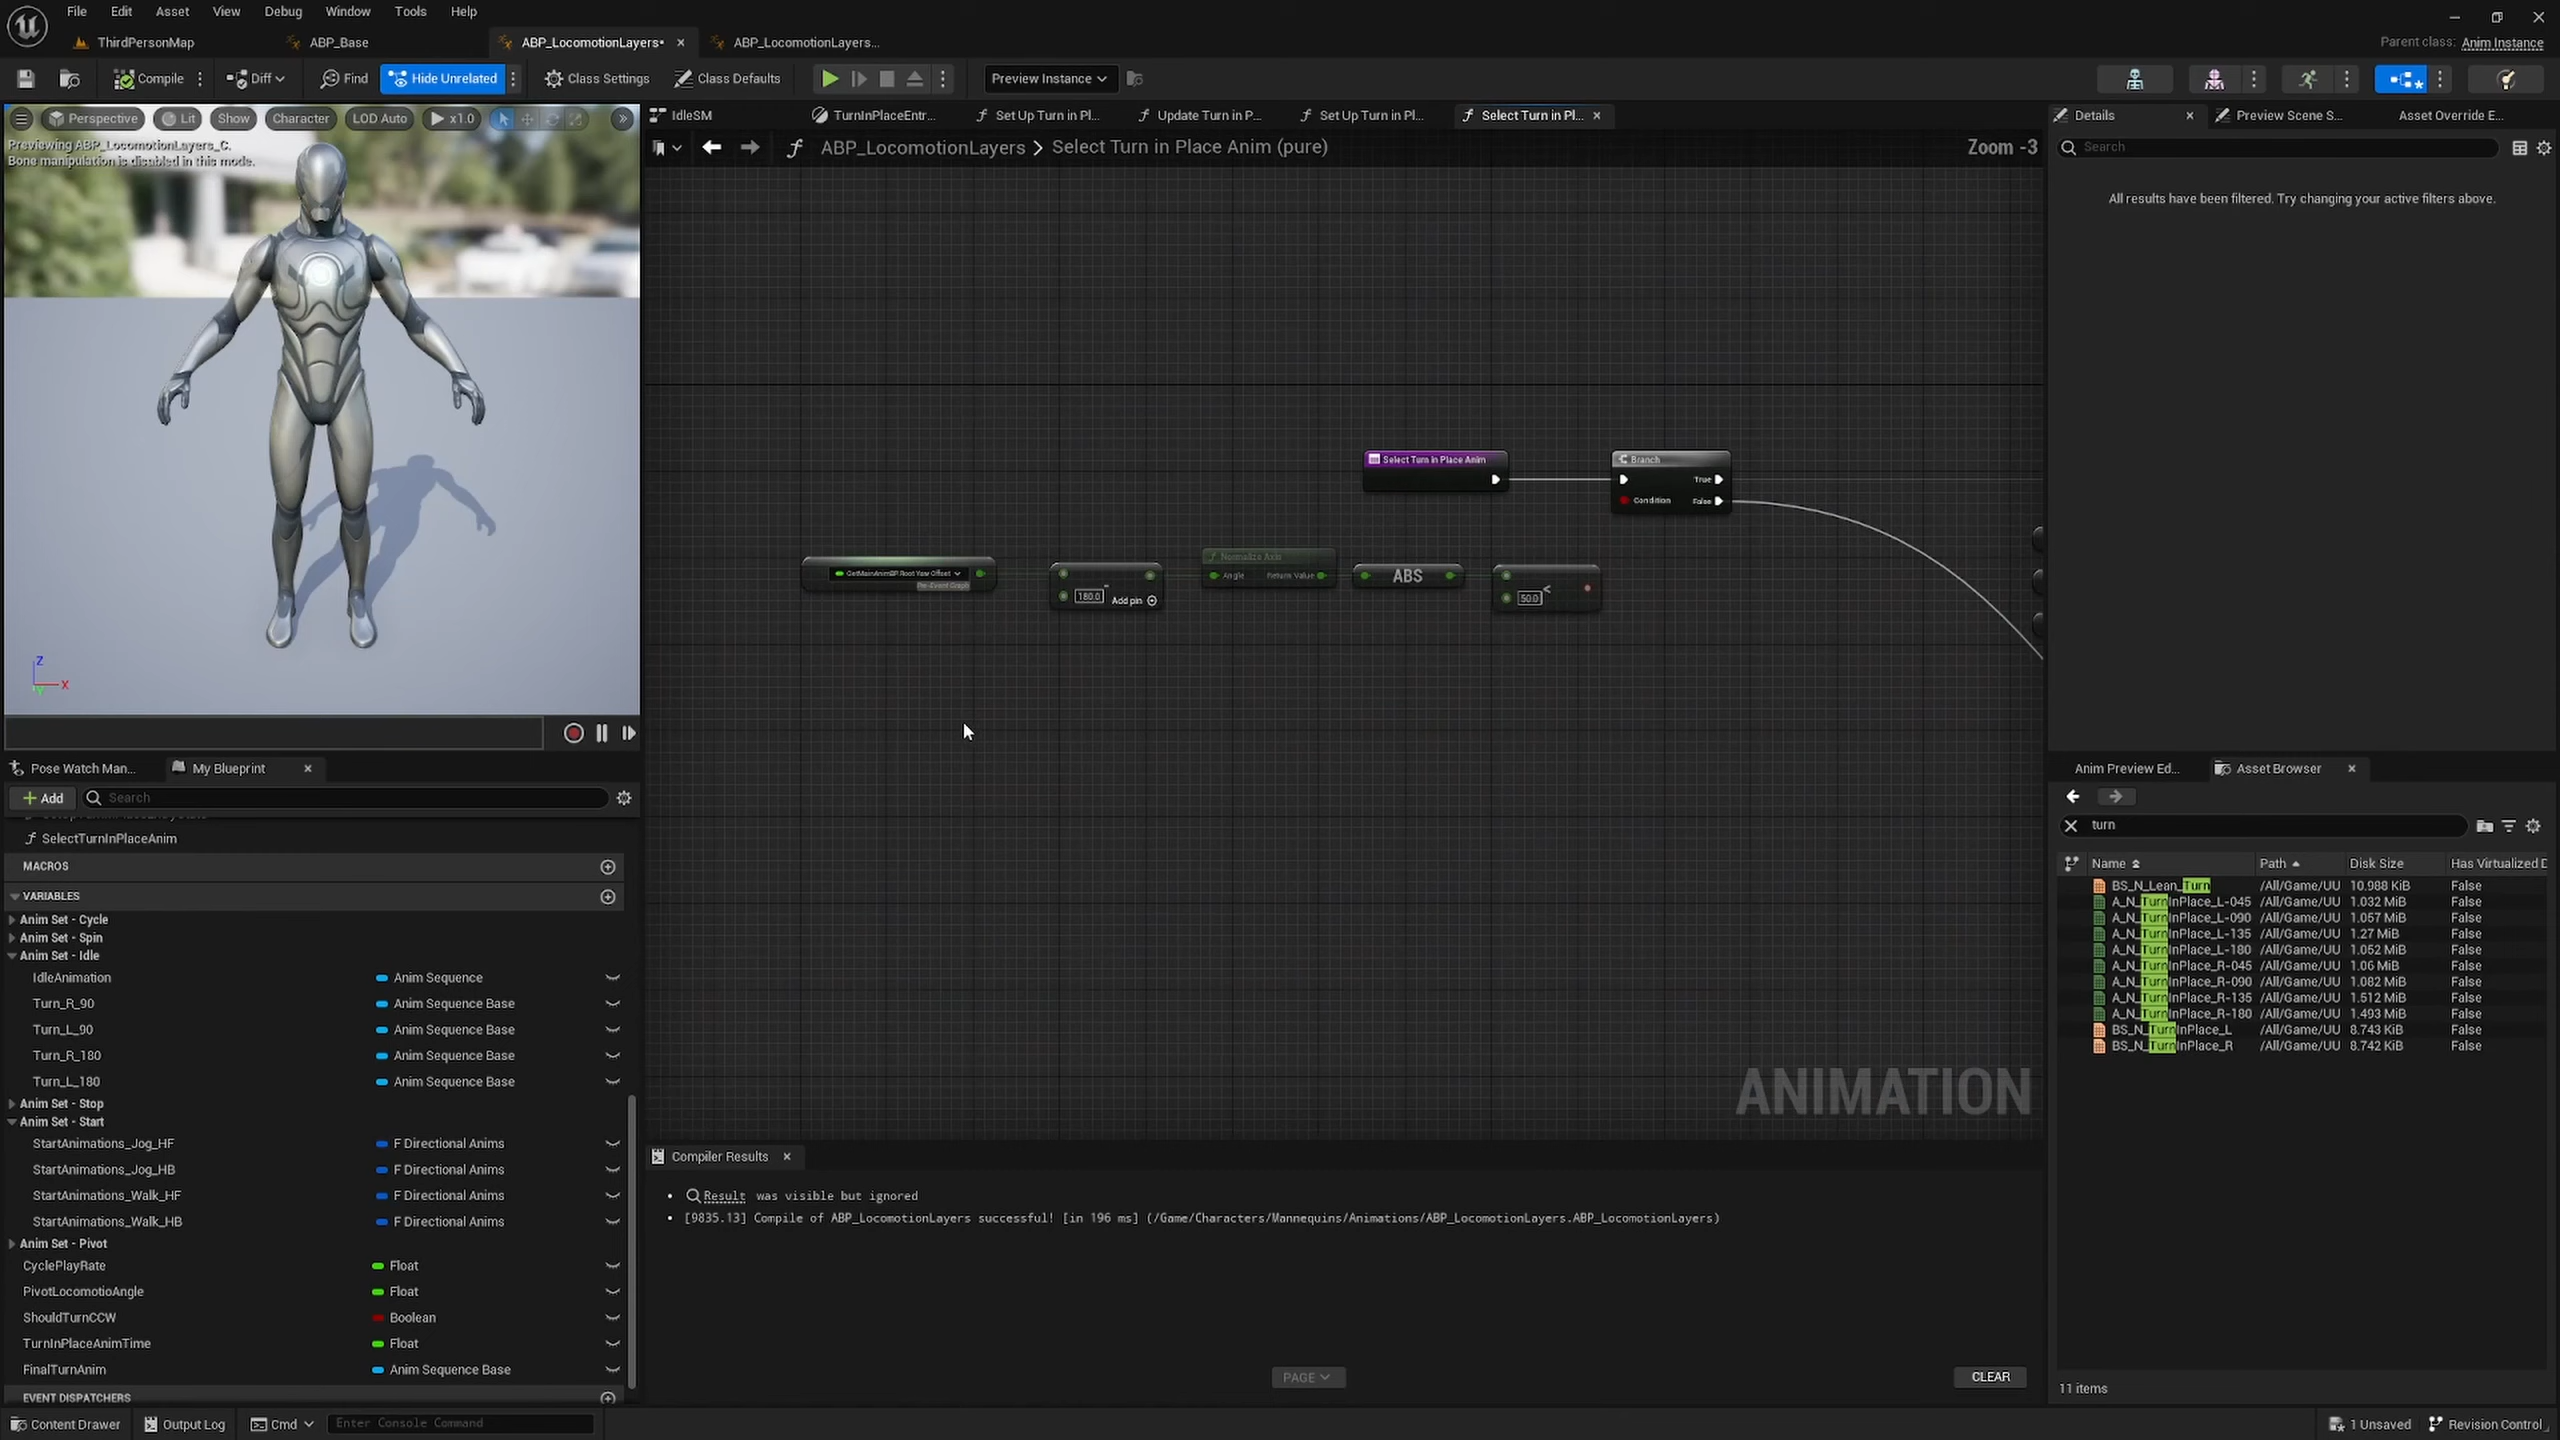 File Edit Asset View Debug Window Tools Help
ThirdPersonMap ABP_Base ABP_LocomotionLayers• ABP_LocomotionLayers... Parent class: Anim Instance
Compile Diff Find Hide Unrelated Class Settings Class Defaults Preview Instance
Perspective Lit Show Character LOD Auto x1.0
Previewing ABP_LocomotionLayers_C.
Bone manipulation is disabled in this mode.
Z
X
Y
IdleSM TurnInPlaceEntr... Set Up Turn in Pl... Update Turn in P... Set Up Turn in Pl... Select Turn in Pl...
ABP_LocomotionLayers > Select Turn in Place Anim (pure) Zoom -3
Select Turn in Place Anim
Branch
True
Condition False
GetMainAnimBP.Root Yaw Offset
Pre-Event Graph
-
180.0 Add pin
Normalize Axis
Angle Return Value
ABS
<
50.0
ANIMATION
Details Preview Scene S... Asset Override E...
Search
All results have been filtered. Try changing your active filters above.
Pose Watch Man... My Blueprint
Add Search
SelectTurnInPlaceAnim
MACROS
VARIABLES
Anim Set - Cycle
Anim Set - Spin
Anim Set - Idle
IdleAnimation Anim Sequence
Turn_R_90 Anim Sequence Base
Turn_L_90 Anim Sequence Base
Turn_R_180 Anim Sequence Base
Turn_L_180 Anim Sequence Base
Anim Set - Stop
Anim Set - Start
StartAnimations_Jog_HF F Directional Anims
StartAnimations_Jog_HB F Directional Anims
StartAnimations_Walk_HF F Directional Anims
StartAnimations_Walk_HB F Directional Anims
Anim Set - Pivot
CyclePlayRate Float
PivotLocomotioAngle Float
ShouldTurnCCW Boolean
TurnInPlaceAnimTime Float
FinalTurnAnim Anim Sequence Base
EVENT DISPATCHERS
Compiler Results
Result was visible but ignored
[9835.13] Compile of ABP_LocomotionLayers successful! [in 196 ms] (/Game/Characters/Mannequins/Animations/ABP_LocomotionLayers.ABP_LocomotionLayers)
PAGE CLEAR
Anim Preview Ed... Asset Browser
turn
Name Path Disk Size Has Virtualized D
BS_N_Lean_Turn /All/Game/UU 10.988 KiB False
A_N_TurnInPlace_L-045 /All/Game/UU 1.032 MiB False
A_N_TurnInPlace_L-090 /All/Game/UU 1.057 MiB False
A_N_TurnInPlace_L-135 /All/Game/UU 1.27 MiB False
A_N_TurnInPlace_L-180 /All/Game/UU 1.052 MiB False
A_N_TurnInPlace_R-045 /All/Game/UU 1.06 MiB False
A_N_TurnInPlace_R-090 /All/Game/UU 1.082 MiB False
A_N_TurnInPlace_R-135 /All/Game/UU 1.512 MiB False
A_N_TurnInPlace_R-180 /All/Game/UU 1.493 MiB False
BS_N_TurnInPlace_L /All/Game/UU 8.743 KiB False
BS_N_TurnInPlace_R /All/Game/UU 8.742 KiB False
11 items
Content Drawer Output Log Cmd Enter Console Command 1 Unsaved Revision Control